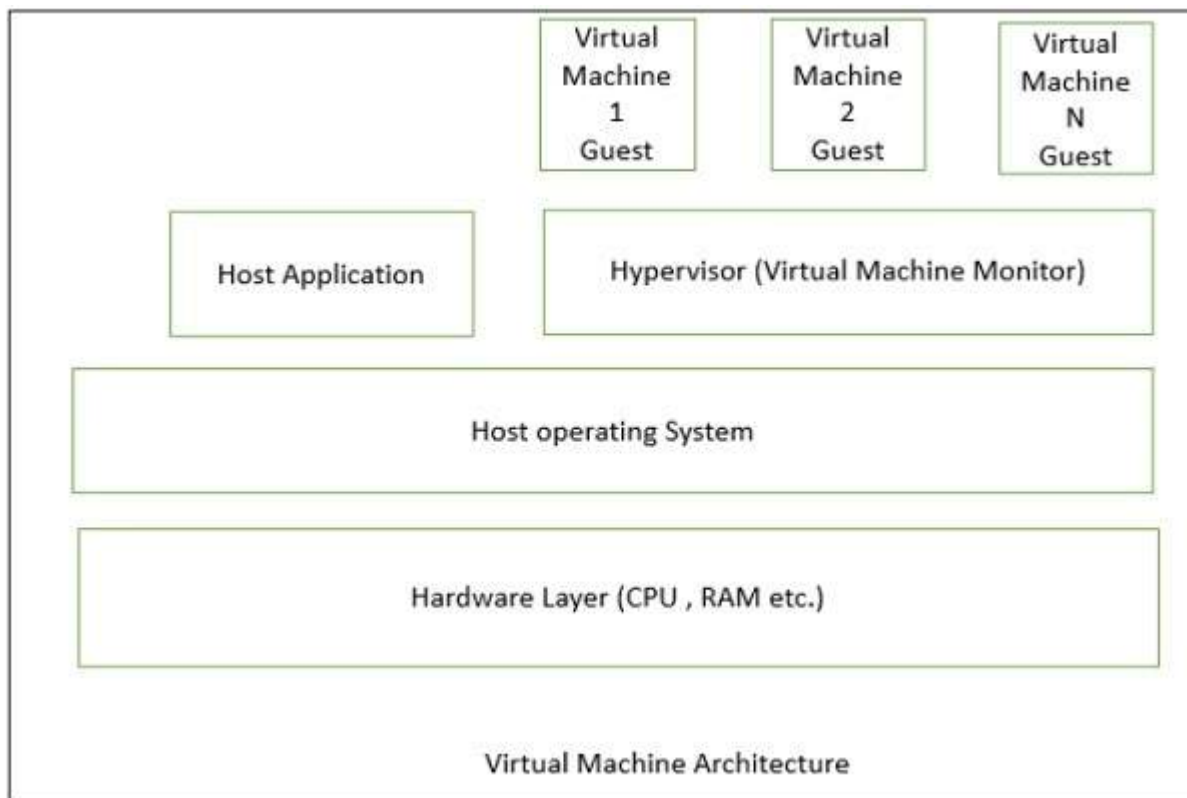 Virtual
Machine
1
Guest
Virtual
Machine
2
Guest
Virtual
Machine
N
Guest
Host Application
Hypervisor (Virtual Machine Monitor)
Host operating System
Hardware Layer (CPU , RAM etc.)
Virtual Machine Architecture